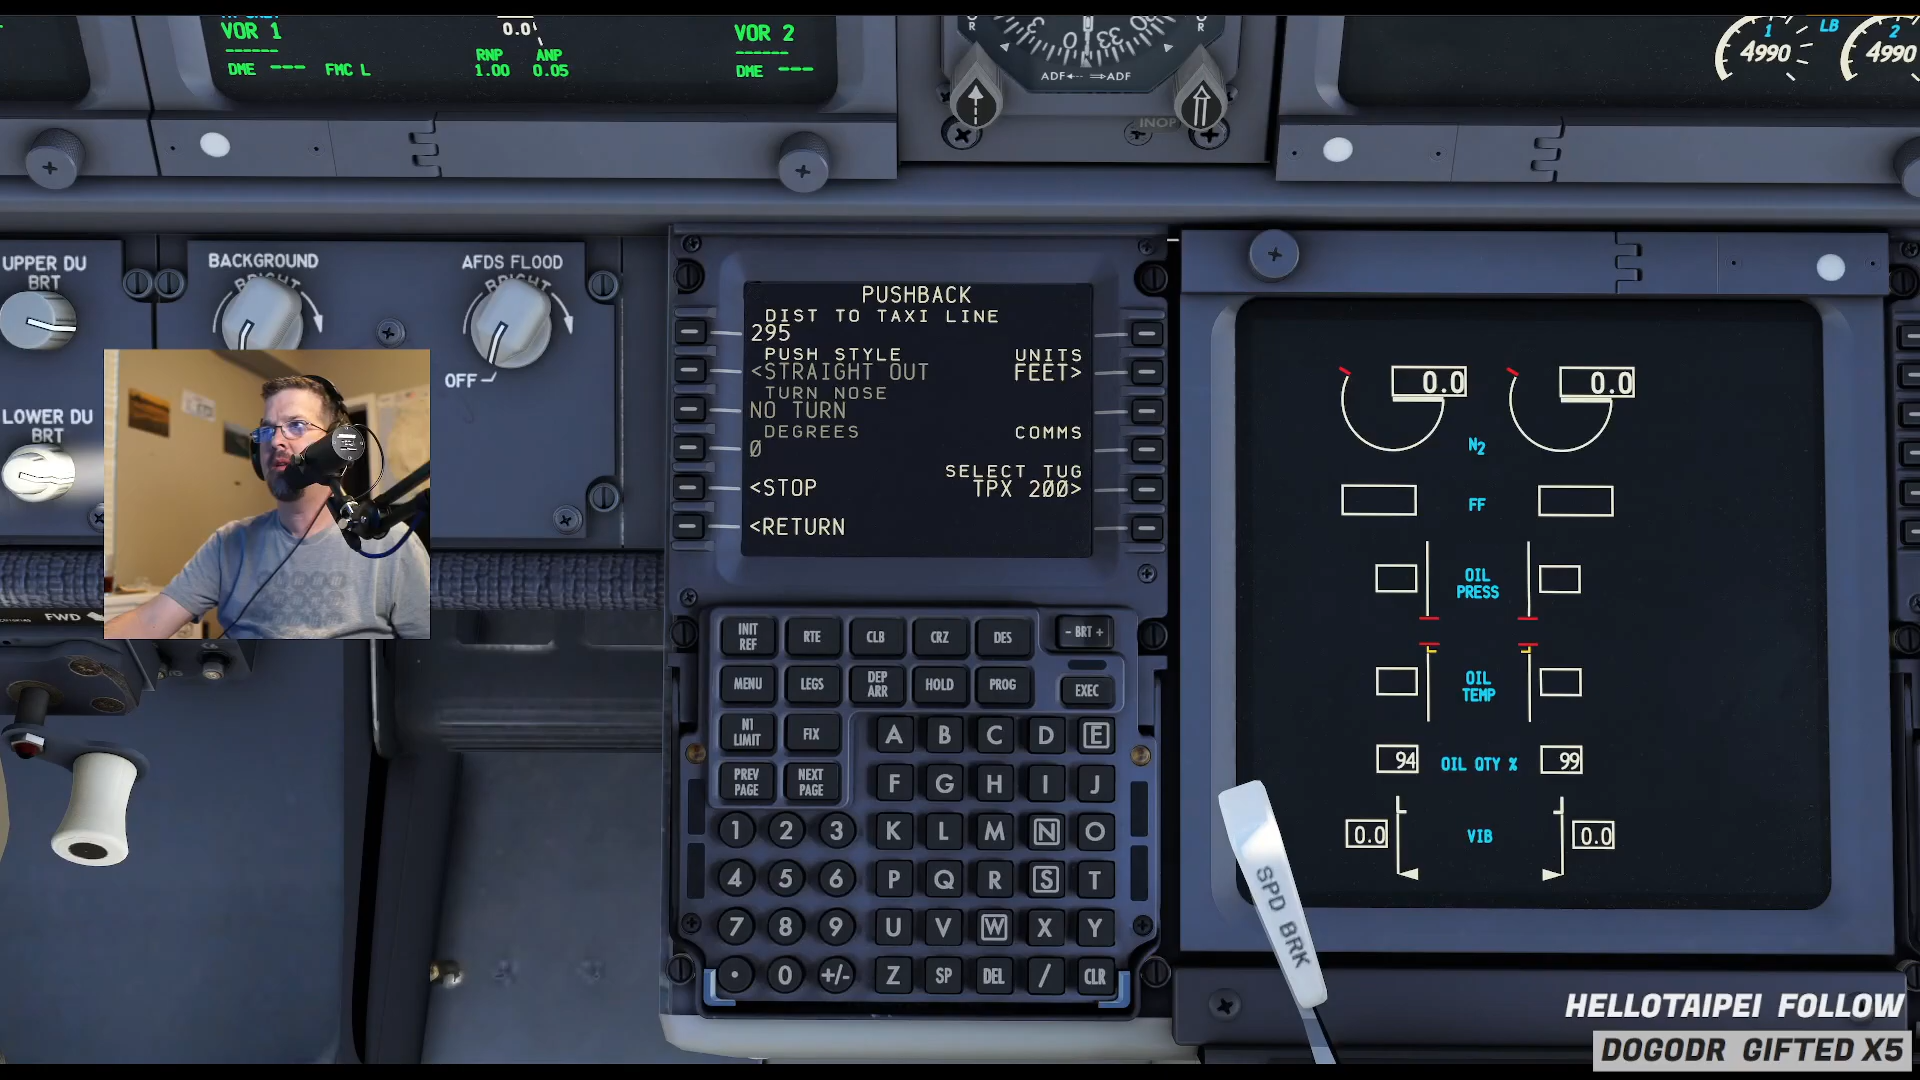 VOR 1
0.0
VOR 2
RNP ANP
DME --- FMC L 1.00 0.05 DME ---
33
0
ADF ADF
INOP
1 LB 2
4990 4990
UPPER DU
BRT
BACKGROUND
BRIGHT
AFDS FLOOD
BRIGHT
OFF
LOWER DU
BRT
FWD
PUSHBACK
DIST TO TAXI LINE
295
PUSH STYLE UNITS
<STRAIGHT OUT FEET>
TURN NOSE
NO TURN
DEGREES COMMS
0
SELECT TUG
<STOP TPX 200>
<RETURN
INIT REF RTE CLB CRZ DES - BRT +
MENU LEGS DEP ARR HOLD PROG EXEC
N1 LIMIT FIX A B C D E
PREV PAGE NEXT PAGE F G H I J
1 2 3 K L M N O
4 5 6 P Q R S T
7 8 9 U V W X Y
. 0 +/- Z SP DEL / CLR
0.0 0.0
N2
FF
OIL
PRESS
OIL
TEMP
94 OIL QTY % 99
0.0 VIB 0.0
SPD BRK
HELLOTAIPEI FOLLOW
DOGODR GIFTED X5